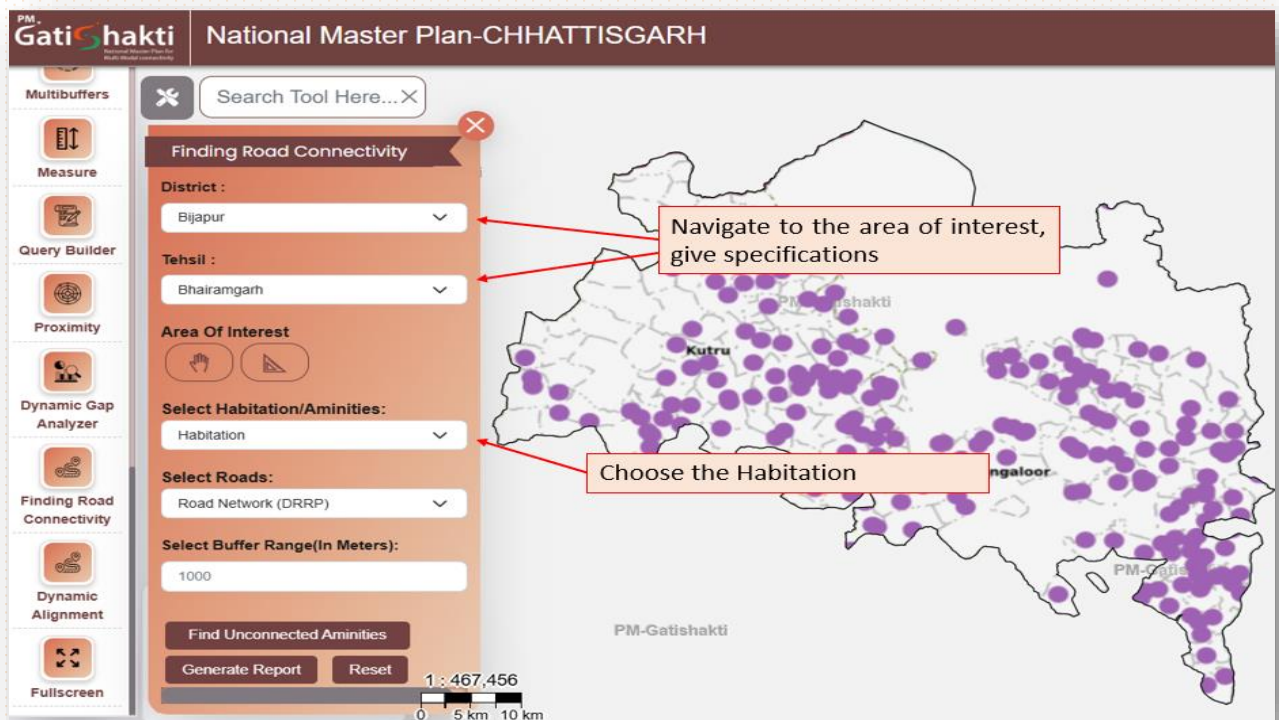 PM
GatiShakti
National Master Plan for
Multi-Modal connectivity
National Master Plan-CHHATTISGARH
Multibuffers
Measure
Query Builder
Proximity
Dynamic Gap
Analyzer
Finding Road
Connectivity
Dynamic
Alignment
Fullscreen
Search Tool Here...
Finding Road Connectivity
District :
Bijapur
Tehsil :
Bhairamgarh
Area Of Interest
Select Habitation/Aminities:
Habitation
Select Roads:
Road Network (DRRP)
Select Buffer Range(In Meters):
1000
Find Unconnected Aminities
Generate Report
Reset
Navigate to the area of interest,
give specifications
Choose the Habitation
Kutru
ngaloor
PM-Gatishakti
PM-Gatishakti
1 : 467,456
0 5 km 10 km